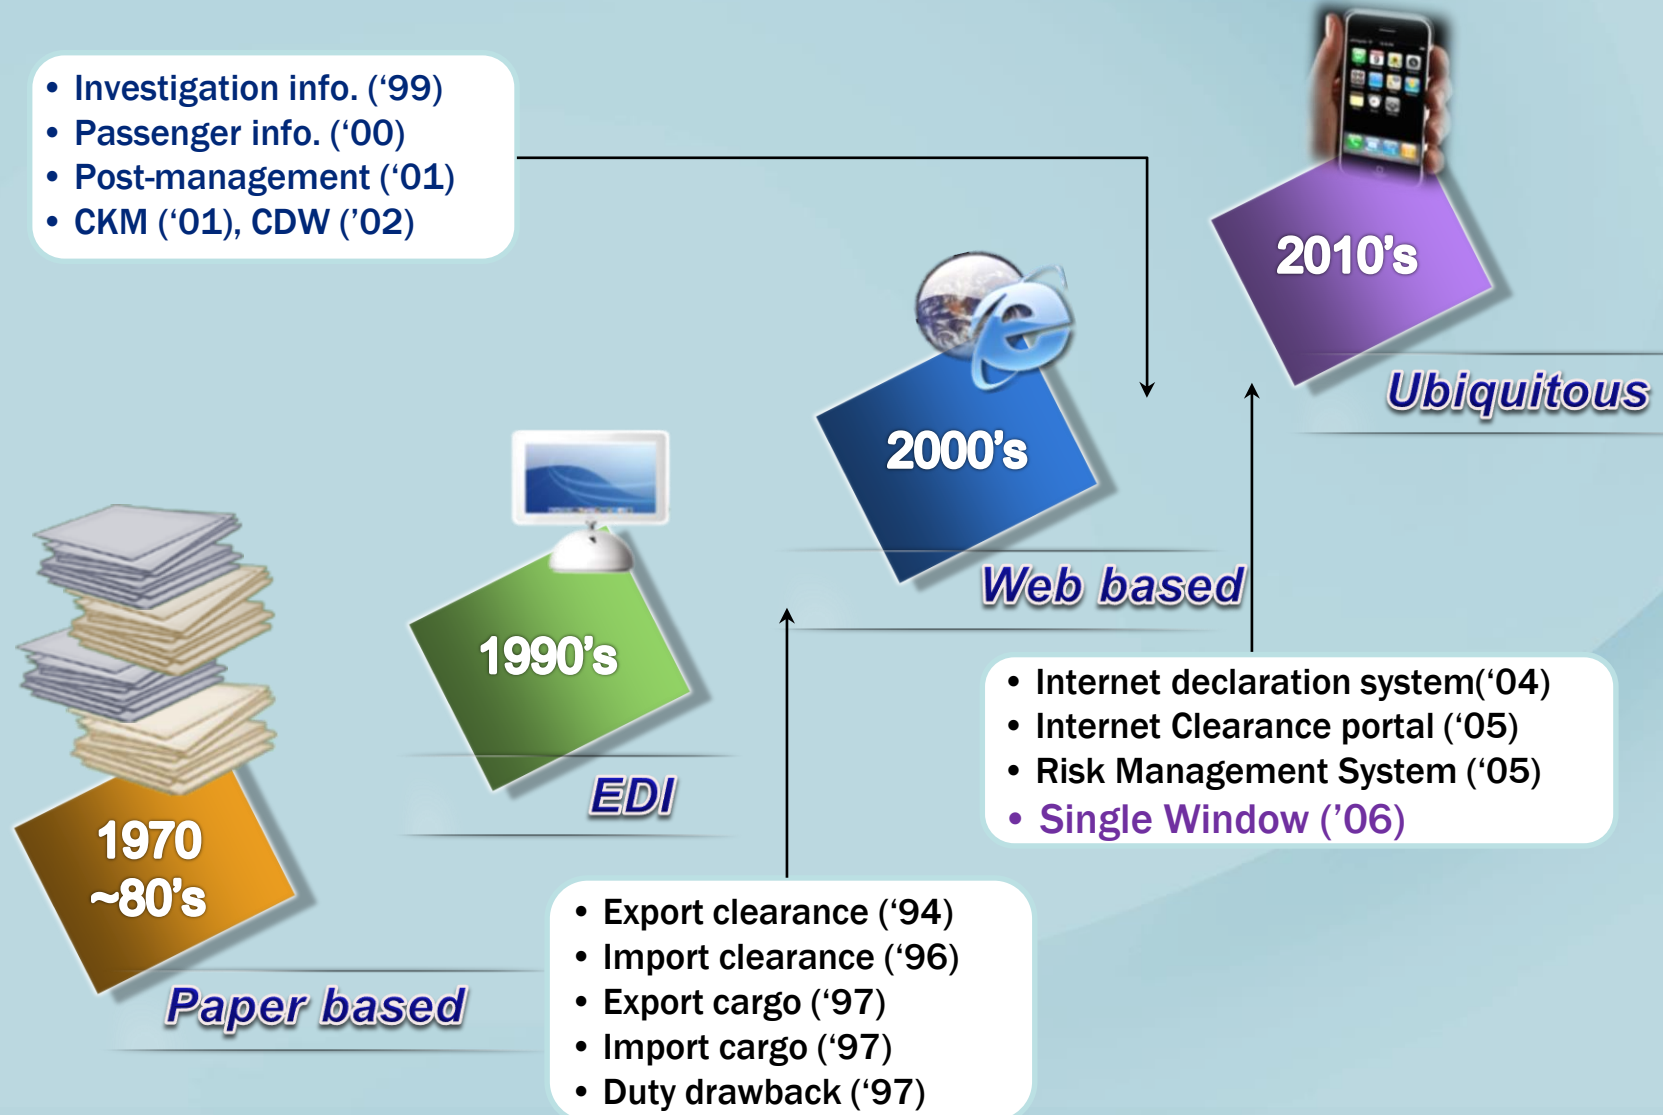 • Investigation info. (‘99)
• Passenger info. (‘00)
• Post-management (‘01)
• CKM (‘01), CDW (’02)
2010’s
Ubiquitous
2000’s
Web based
1990’s
EDI
• Internet declaration system(‘04)
• Internet Clearance portal (‘05)
• Risk Management System (‘05)
• Single Window (’06)
1970
~80’s
Paper based
• Export clearance (‘94)
• Import clearance (‘96)
• Export cargo (‘97)
• Import cargo (‘97)
• Duty drawback (‘97)